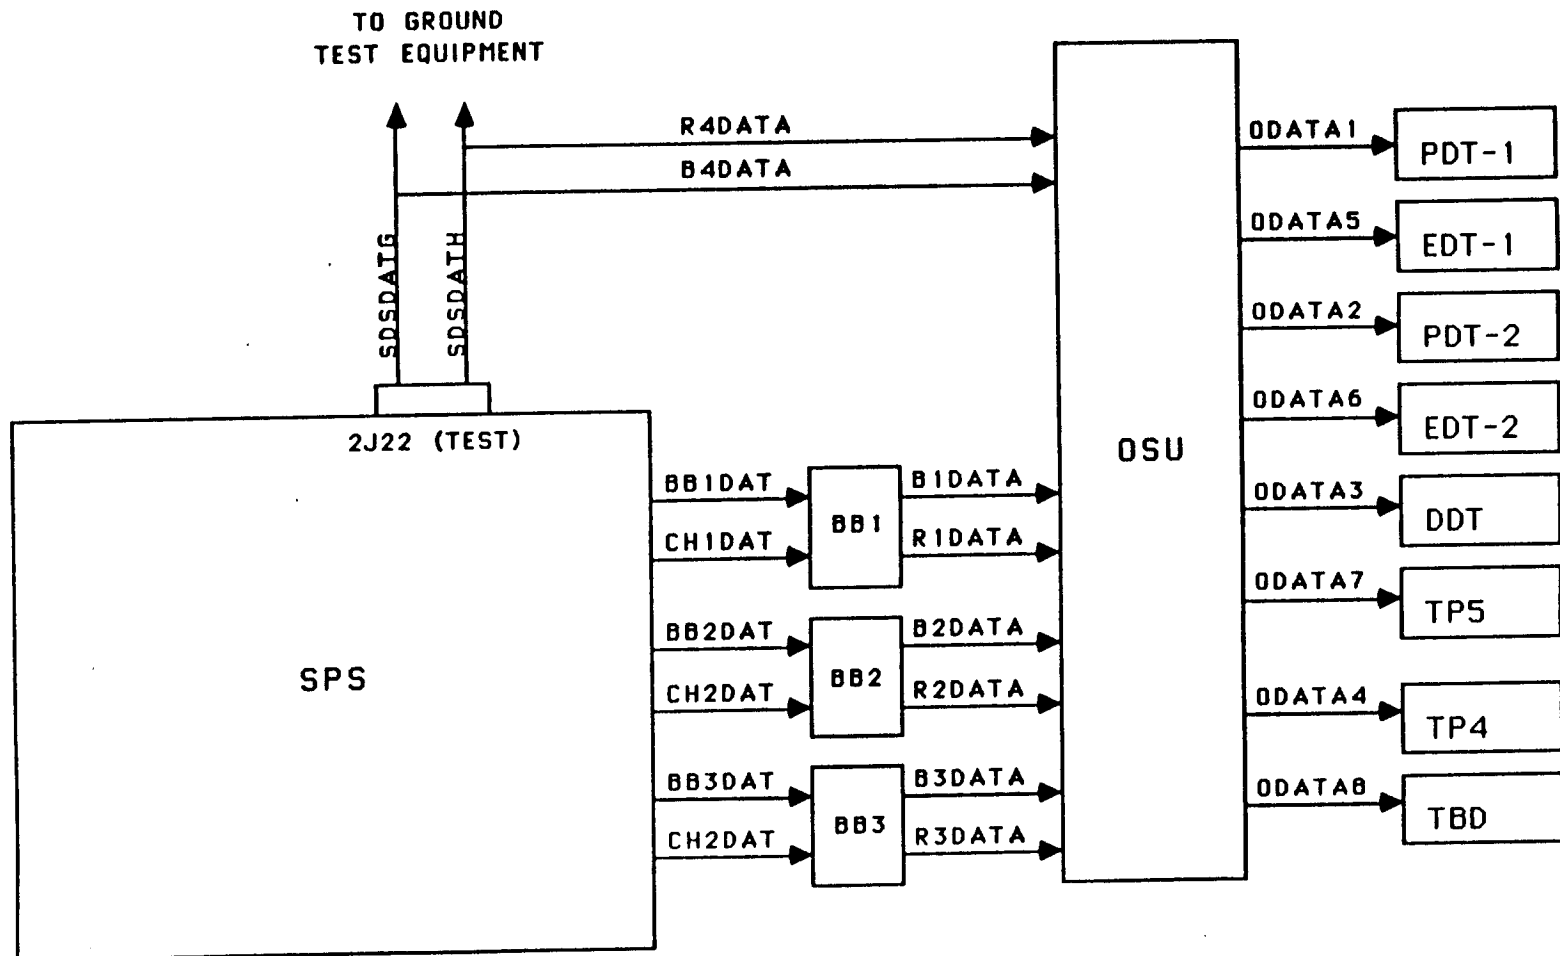 TO GROUND
TEST EQUIPMENT
R4DATA
B4DATA
SDSDATG
SDSDATH
2J22 (TEST)
SPS
BB1DAT
CH1DAT
BB2DAT
CH2DAT
BB3DAT
CH2DAT
BB1
BB2
BB3
B1DATA
R1DATA
B2DATA
R2DATA
B3DATA
R3DATA
OSU
ODATA1
ODATA5
ODATA2
ODATA6
ODATA3
ODATA7
ODATA4
ODATA8
PDT-1
EDT-1
PDT-2
EDT-2
DDT
TP5
TP4
TBD